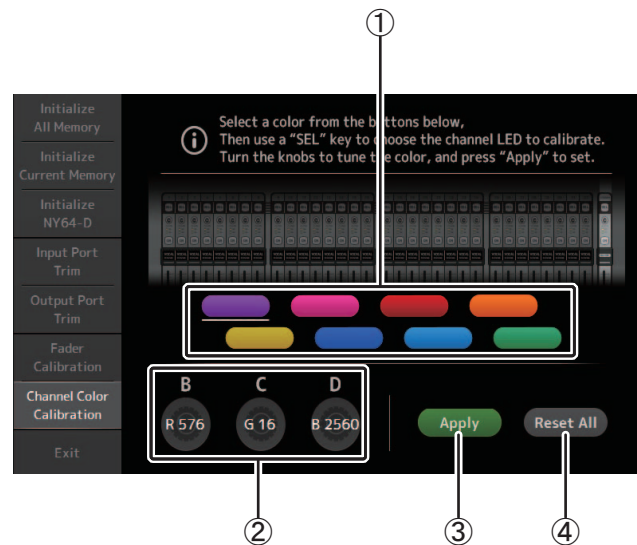 ①
Initialize
All Memory
Initialize
Current Memory
Initialize
NY64-D
Input Port
Trim
Output Port
Trim
Fader
Calibration
Channel Color
Calibration
Exit
Select a color from the buttons below,
Then use a “SEL” key to choose the channel LED to calibrate.
Turn the knobs to tune the color, and press “Apply” to set.
B C D
R 576 G 16 B 2560
Apply
Reset All
② ③ ④